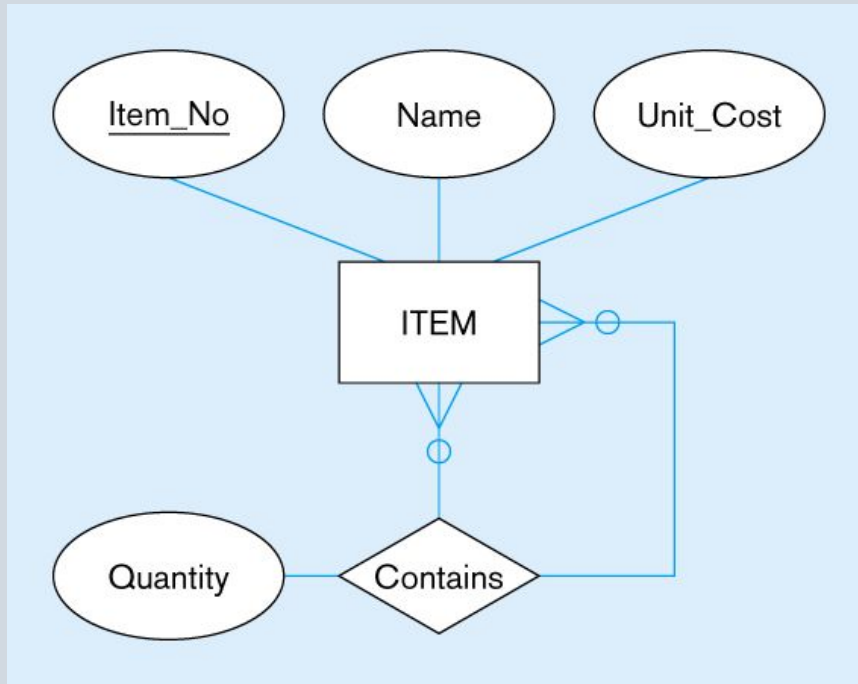 Item_No
Name
Unit_Cost
ITEM
Quantity
Contains